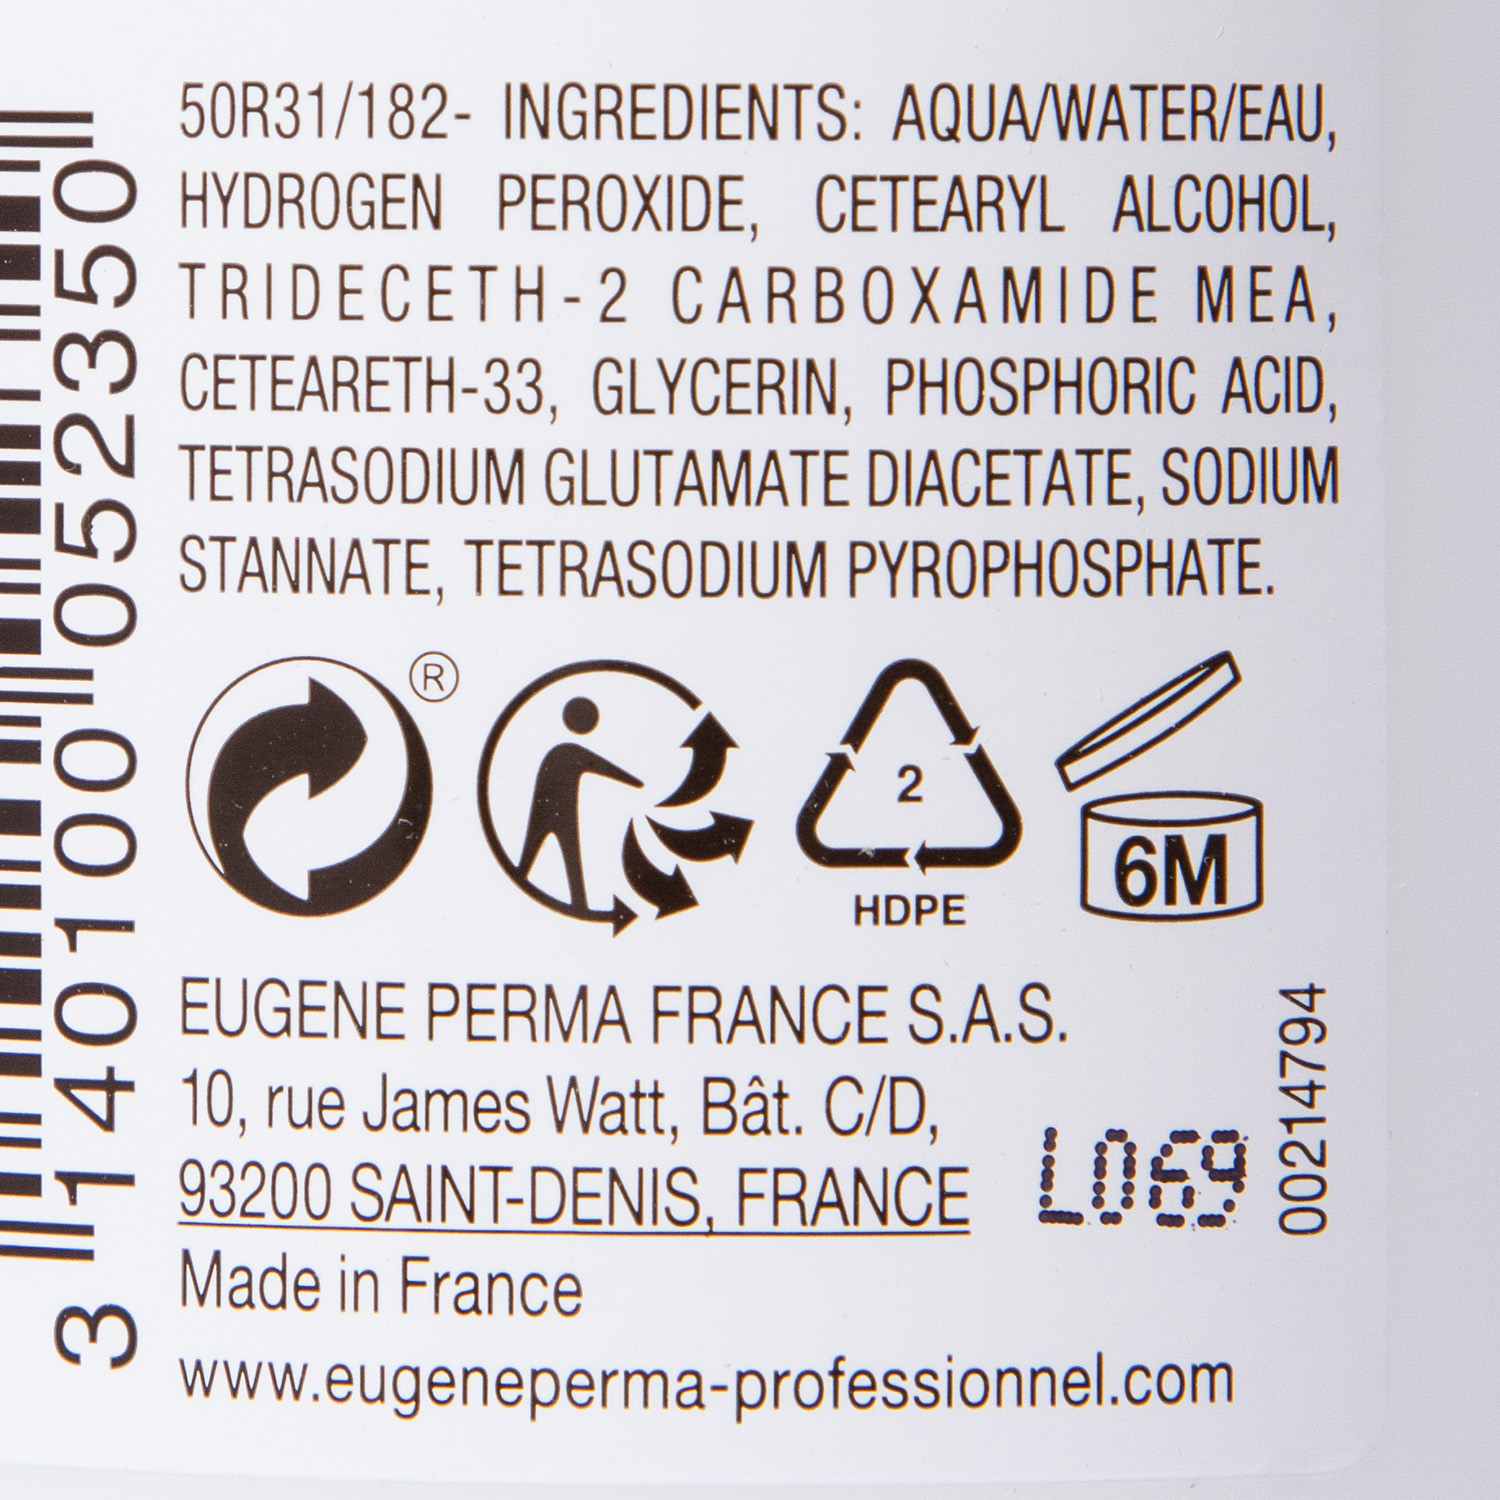 50R31/182- INGREDIENTS: AQUA/WATER/EAU,
HYDROGEN PEROXIDE, CETEARYL ALCOHOL,
TRIDECETH-2 CARBOXAMIDE MEA,
CETEARETH-33, GLYCERIN, PHOSPHORIC ACID,
TETRASODIUM GLUTAMATE DIACETATE, SODIUM
STANNATE, TETRASODIUM PYROPHOSPHATE.
®
2
HDPE
6M
EUGENE PERMA FRANCE S.A.S.
10, rue James Watt, Bât. C/D,
93200 SAINT-DENIS, FRANCE
Made in France
www.eugeneperma-professionnel.com
L069
00214794
3 140100 052350